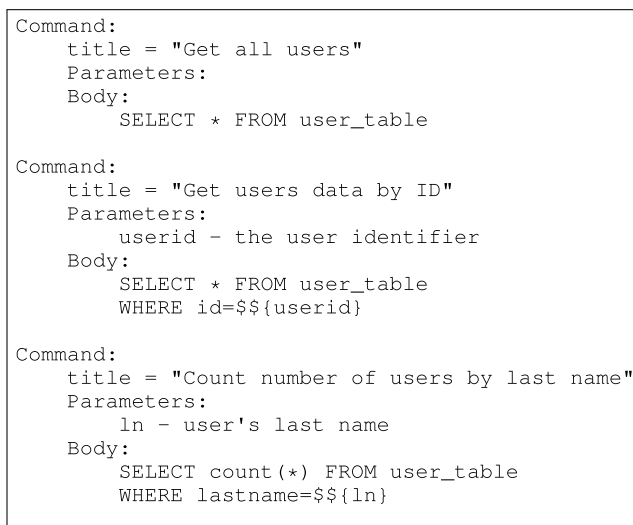 Command:
    title = "Get all users"
    Parameters:
    Body:
        SELECT * FROM user_table

Command:
    title = "Get users data by ID"
    Parameters:
        userid – the user identifier
    Body:
        SELECT * FROM user_table
        WHERE id=$${userid}

Command:
    title = "Count number of users by last name"
    Parameters:
        ln – user's last name
    Body:
        SELECT count(*) FROM user_table
        WHERE lastname=$${ln}